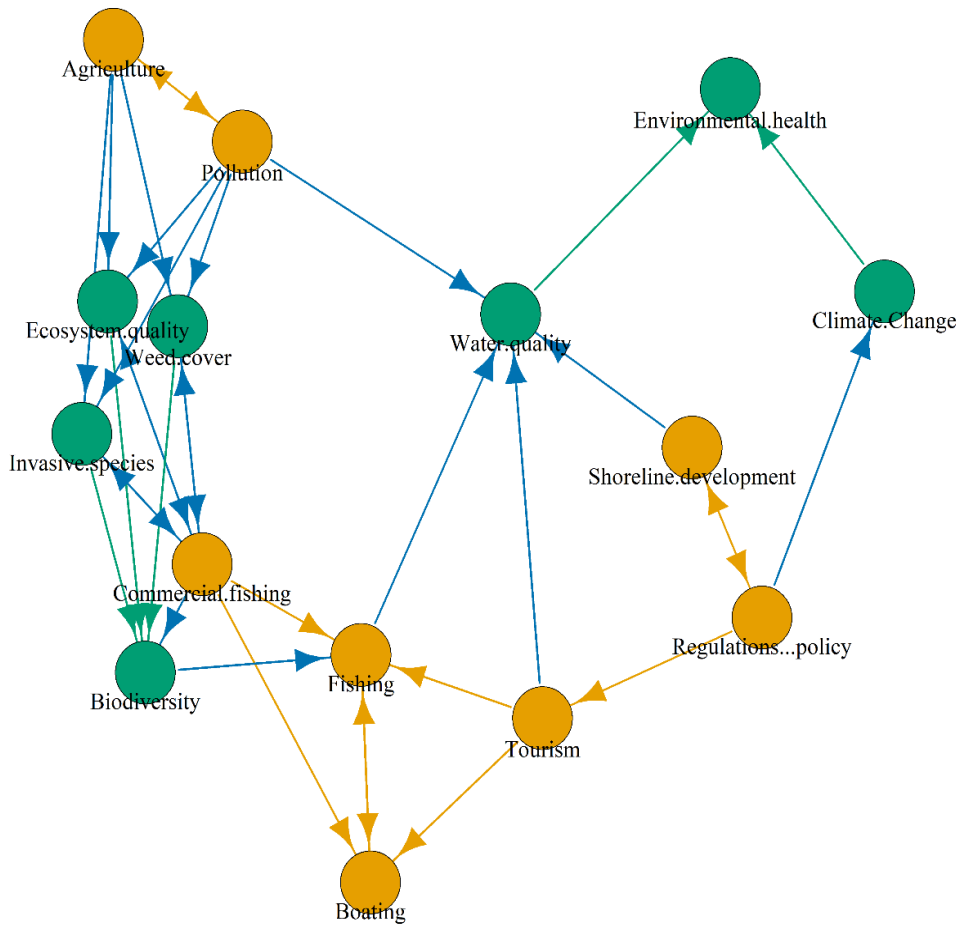 Agriculture
Environmental.health
Pollution
Climate.Change
Ecosystem.quality
Water.quality
Weed.cover
Invasive.species
Shoreline.development
Commercial.fishing
Regulations...policy
Fishing
Biodiversity
Tourism
Boating